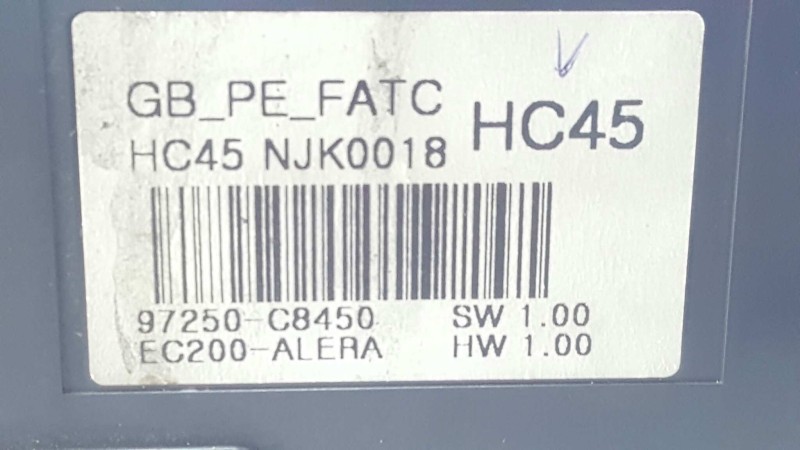 GB_PE_FATC
HC45 NJK0018
HC45
97250-C8450 SW 1.00
EC200-ALERA HW 1.00